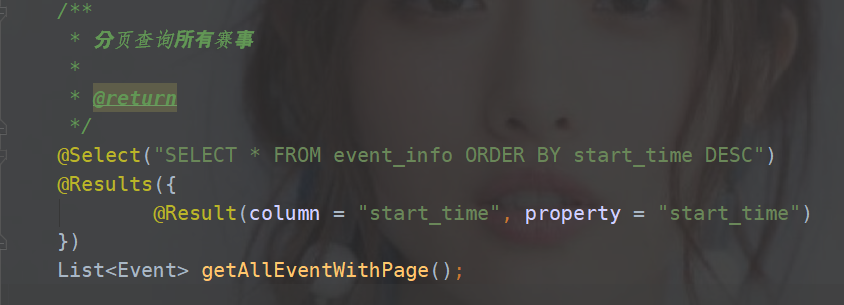 /**
 * 分页查询所有赛事
 *
 * @return
 */
@Select("SELECT * FROM event_info ORDER BY start_time DESC")
@Results({
        @Result(column = "start_time", property = "start_time")
})
List<Event> getAllEventWithPage();